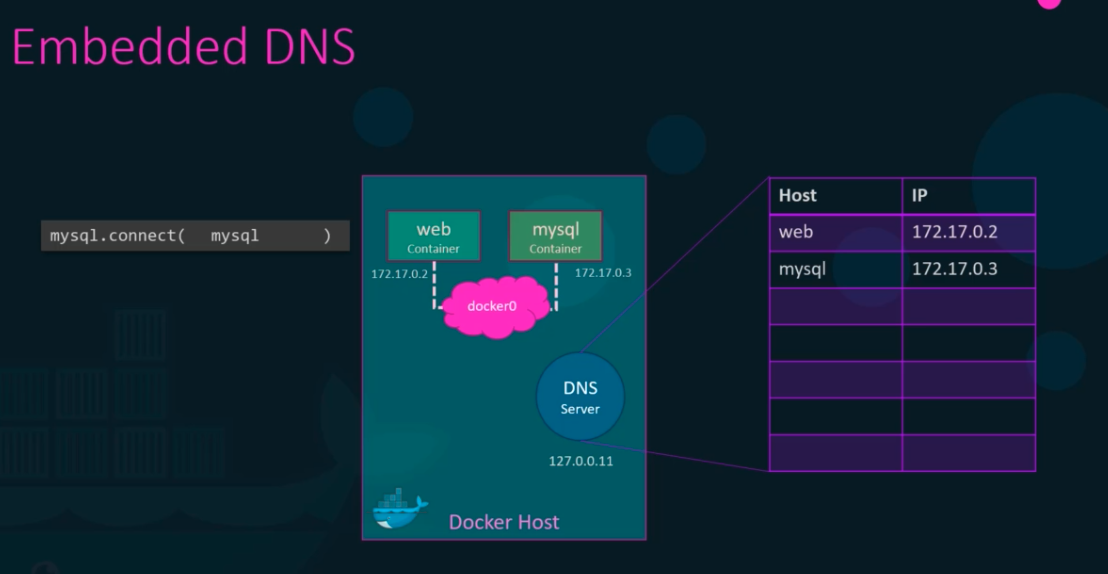 Embedded DNS
mysql.connect( mysql )
web
Container
mysql
Container
172.17.0.2
172.17.0.3
docker0
DNS
Server
127.0.0.11
Docker Host
Host IP
web 172.17.0.2
mysql 172.17.0.3